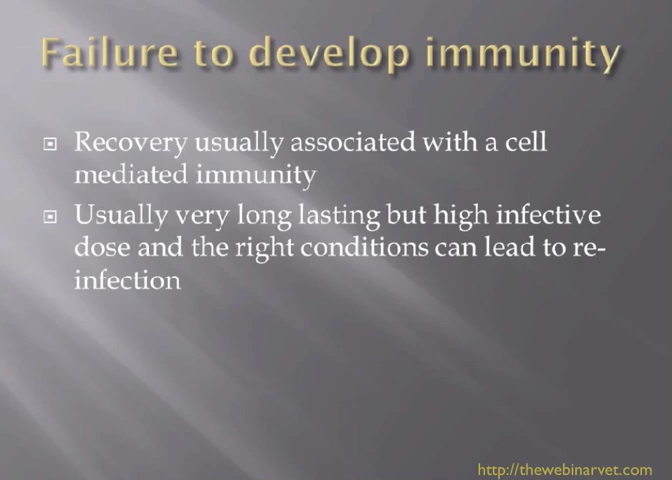 Failure to develop immunity
Recovery usually associated with a cell
mediated immunity
Usually very long lasting but high infective
dose and the right conditions can lead to re-
infection
http://thewebinarvet.com